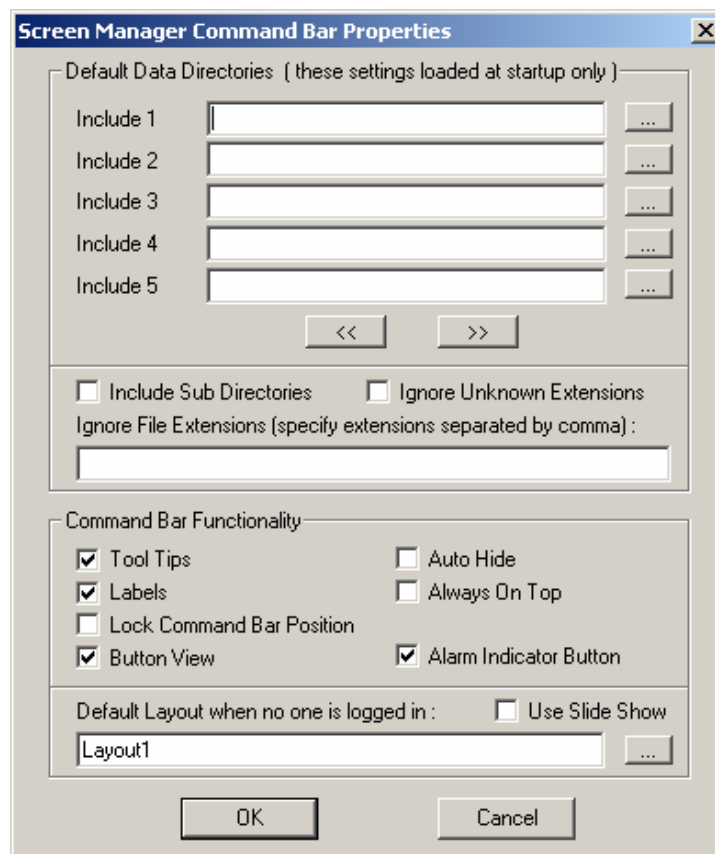 Screen Manager Command Bar Properties
Default Data Directories ( these settings loaded at startup only )
Include 1 ...
Include 2 ...
Include 3 ...
Include 4 ...
Include 5 ...
<< >>
Include Sub Directories Ignore Unknown Extensions
Ignore File Extensions (specify extensions separated by comma) :
Command Bar Functionality
Tool Tips Auto Hide
Labels Always On Top
Lock Command Bar Position
Button View Alarm Indicator Button
Default Layout when no one is logged in : Use Slide Show
Layout1 ...
OK Cancel